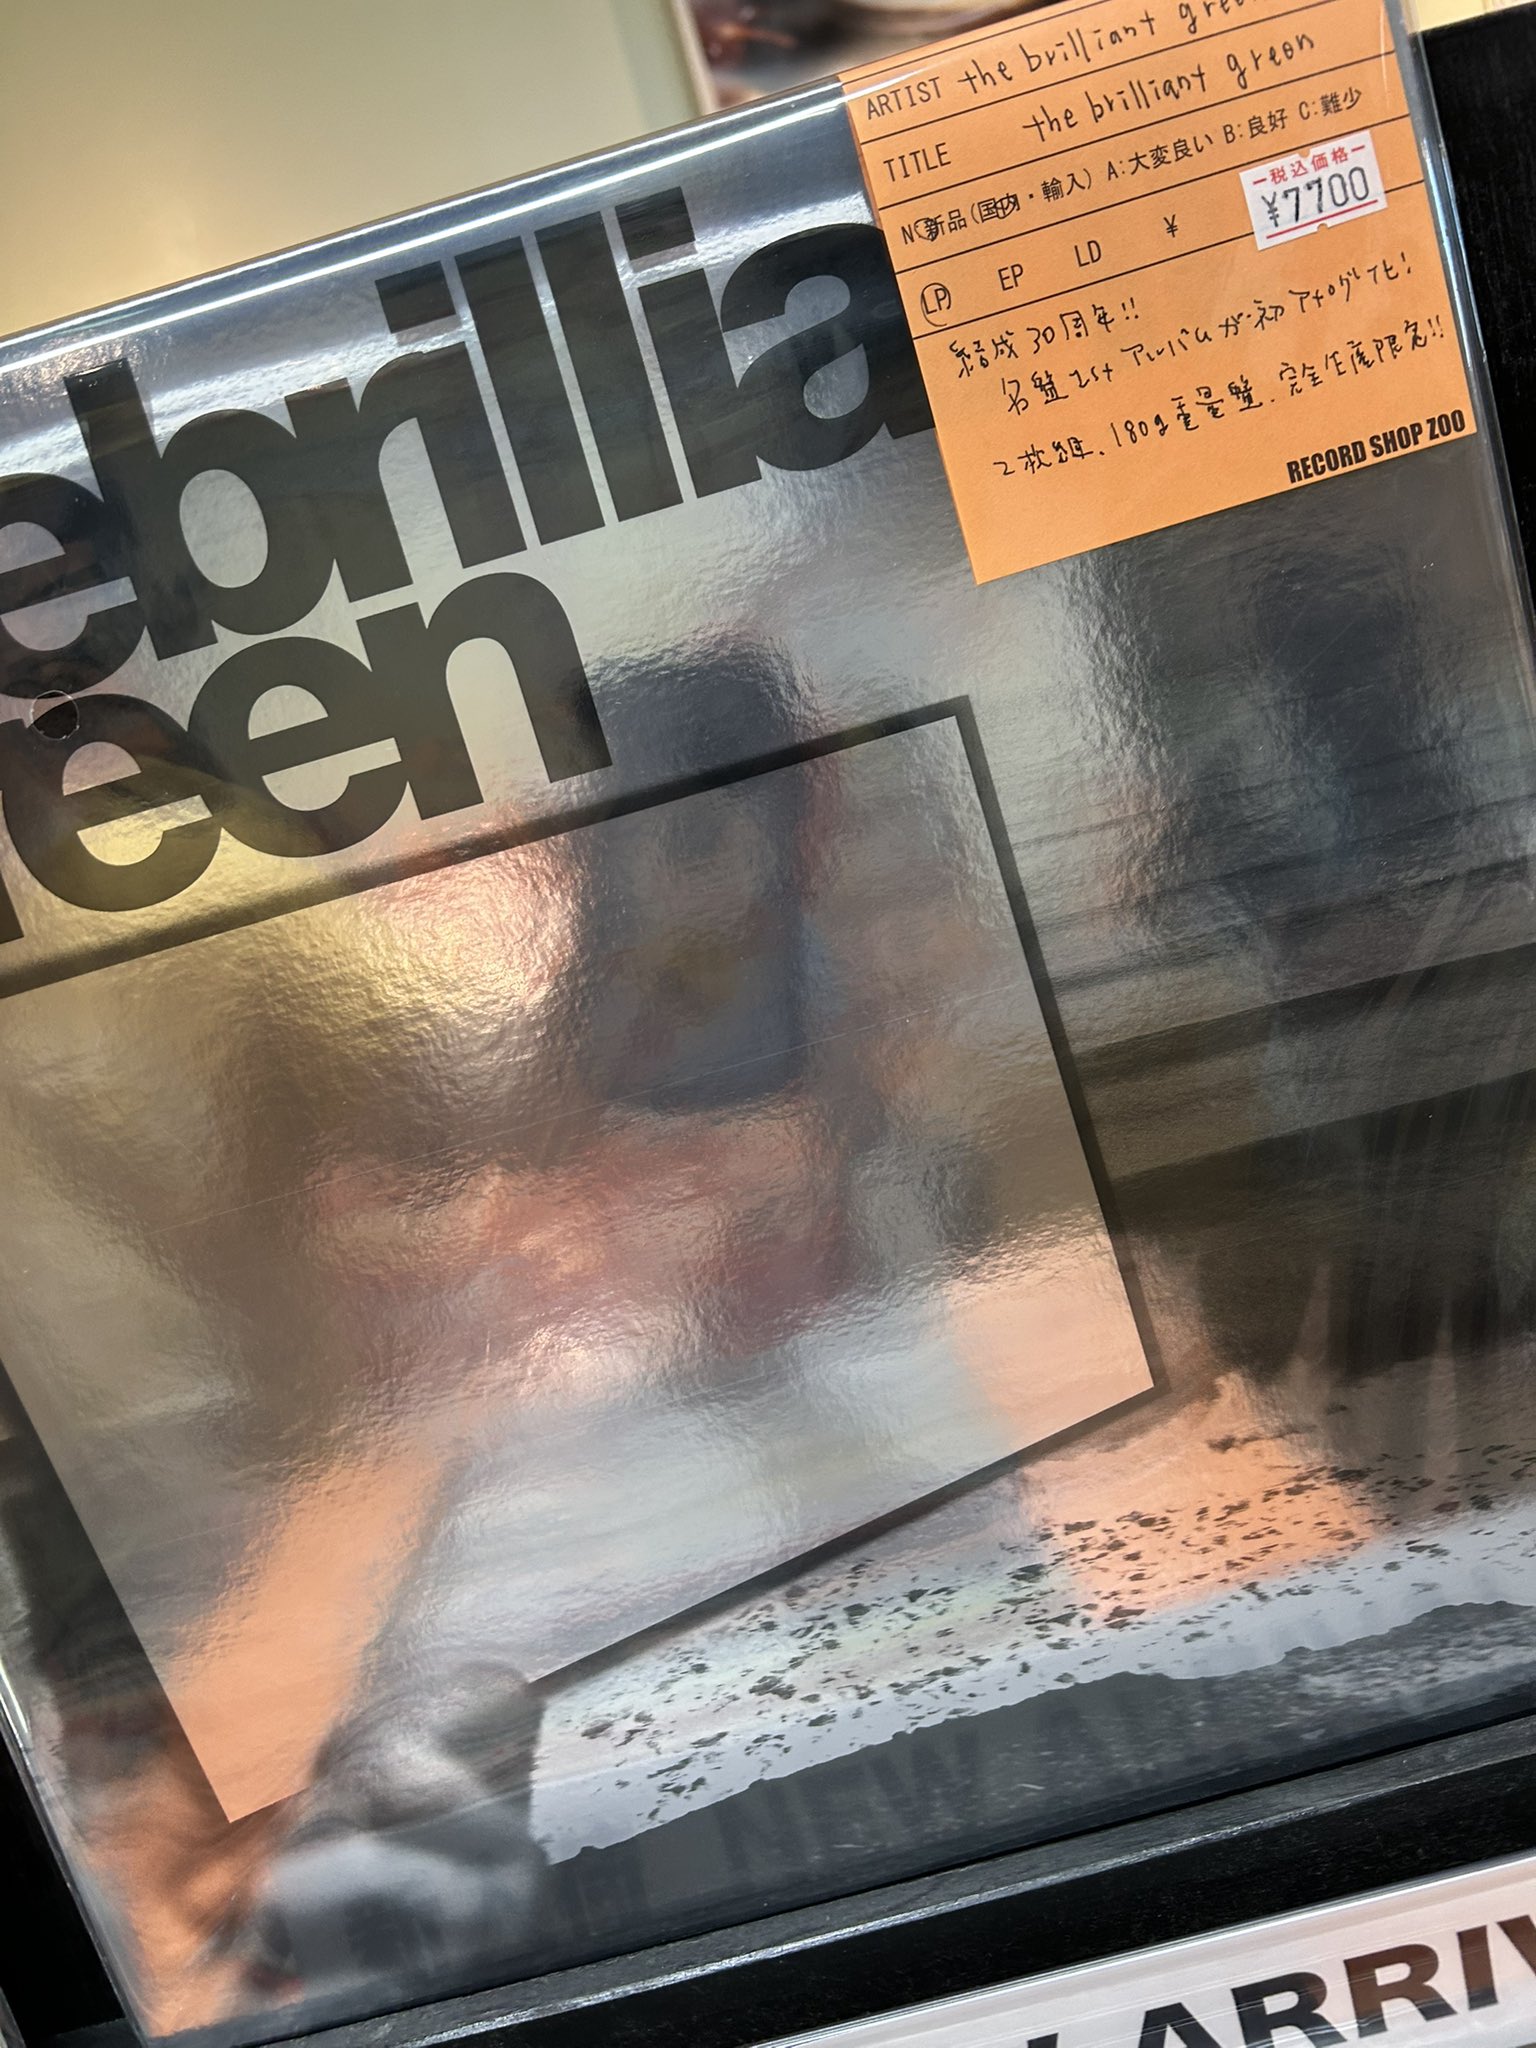 ARTIST the brilliant green
TITLE the brilliant green
N:新品(国内・輸入) A:大変良い B:良好 C:難少
LP EP LD ¥
税込価格
¥7700
結成30周年!!
名盤1stアルバムが初アナログ化!
2枚組、180g重量盤、完全生産限定!!
RECORD SHOP ZOO
ebrillia
reen
ARRIV